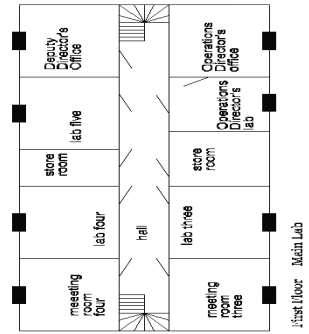 Deputy
Director's
Office
Operations
Director's
office
lab five
Operations
Director's
lab
store
room
store
room
lab four
hall
lab three
meeting
room
four
meeting
room
three
First Floor Main Lab